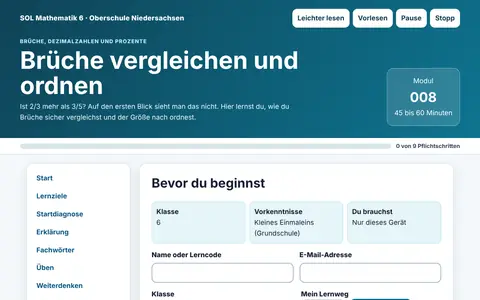 SOL Mathematik 6 · Oberschule Niedersachsen
Leichter lesen
Vorlesen
Pause
Stopp
BRÜCHE, DEZIMALZAHLEN UND PROZENTE
Brüche vergleichen und
ordnen
Ist 2/3 mehr als 3/5? Auf den ersten Blick sieht man das nicht. Hier lernst du, wie du
Brüche sicher vergleichst und der Größe nach ordnest.
Modul
008
45 bis 60 Minuten
0 von 9 Pflichtschritten
Start
Lernziele
Startdiagnose
Erklärung
Fachwörter
Üben
Weiterdenken
Bevor du beginnst
Klasse
6
Vorkenntnisse
Kleines Einmaleins
(Grundschule)
Du brauchst
Nur dieses Gerät
Name oder Lerncode
E-Mail-Adresse
Klasse
Mein Lernweg